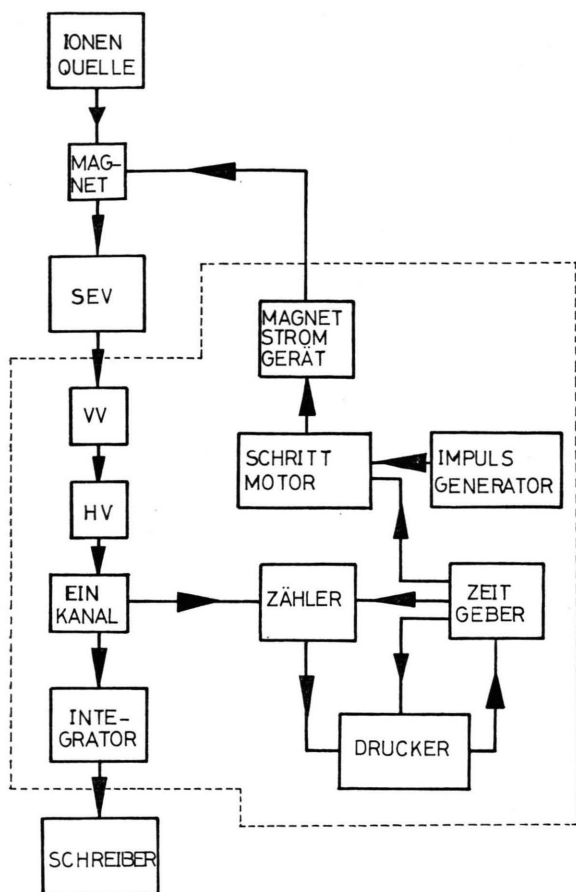 IONEN
QUELLE
MAG-
NET
SEV
MAGNET
STROM
GERÄT
VV
SCHRITT
MOTOR
IMPULS
GENERATOR
HV
EIN
KANAL
ZÄHLER
ZEIT
GEBER
INTE-
GRATOR
DRUCKER
SCHREIBER